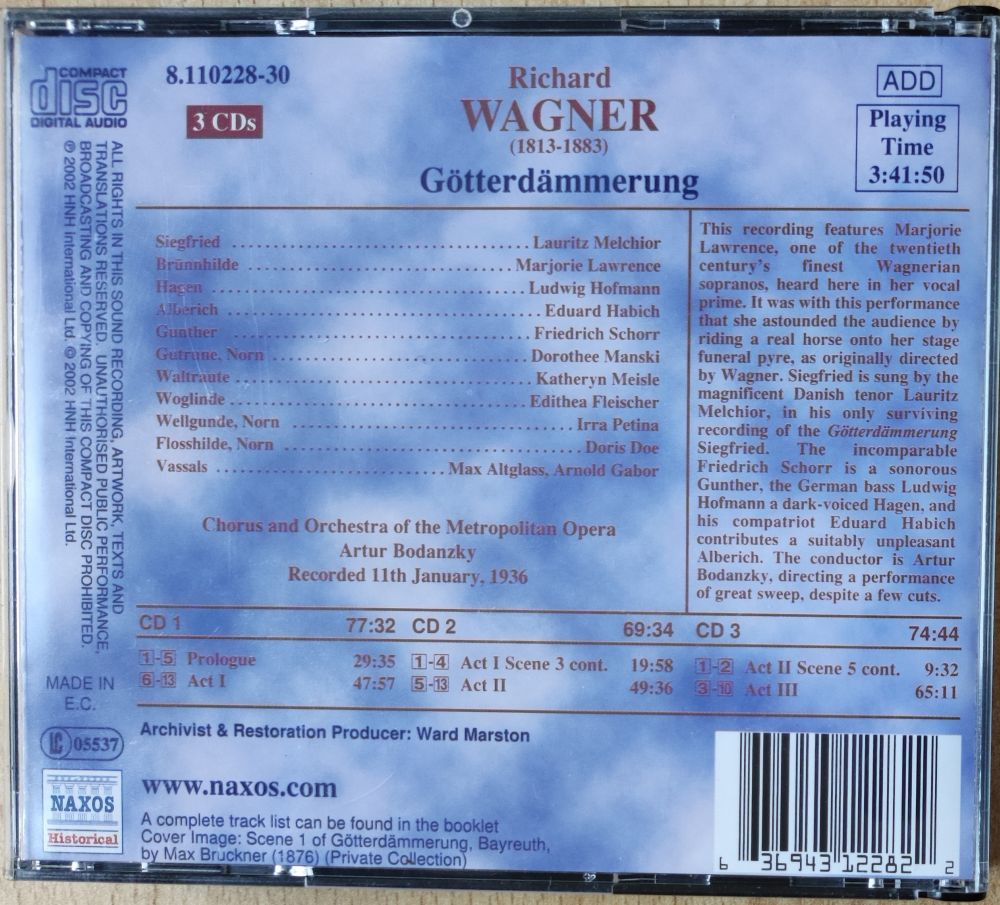 COMPACT
disc
DIGITAL AUDIO
8.110228-30
3 CDs
Richard
WAGNER
(1813-1883)
Götterdämmerung
ADD
Playing
Time
3:41:50
ALL RIGHTS IN THIS SOUND RECORDING, ARTWORK, TEXTS AND
TRANSLATIONS RESERVED. UNAUTHORISED PUBLIC PERFORMANCE,
BROADCASTING AND COPYING OF THIS COMPACT DISC PROHIBITED.
℗ 2002 HNH International Ltd. © 2002 HNH International Ltd.
Siegfried ........................................ Lauritz Melchior
Brünnhilde ................................... Marjorie Lawrence
Hagen ........................................ Ludwig Hofmann
Alberich ........................................ Eduard Habich
Gunther ........................................ Friedrich Schorr
Gutrune, Norn ................................... Dorothee Manski
Waltraute ........................................ Katheryn Meisle
Woglinde ........................................ Edithea Fleischer
Wellgunde, Norn ................................... Irra Petina
Flosshilde, Norn ................................... Doris Doe
Vassals ............................. Max Altglass, Arnold Gabor
Chorus and Orchestra of the Metropolitan Opera
Artur Bodanzky
Recorded 11th January, 1936
This recording features Marjorie
Lawrence, one of the twentieth
century's finest Wagnerian
sopranos, heard here in her vocal
prime. It was with this performance
that she astounded the audience by
riding a real horse onto her stage
funeral pyre, as originally directed
by Wagner. Siegfried is sung by the
magnificent Danish tenor Lauritz
Melchior, in his only surviving
recording of the Götterdämmerung
Siegfried. The incomparable
Friedrich Schorr is a sonorous
Gunther, the German bass Ludwig
Hofmann a dark-voiced Hagen, and
his compatriot Eduard Habich
contributes a suitably unpleasant
Alberich. The conductor is Artur
Bodanzky, directing a performance
of great sweep, despite a few cuts.
CD 1 77:32 CD 2 69:34 CD 3 74:44
1-5 Prologue 29:35 1-4 Act I Scene 3 cont. 19:58 1-2 Act II Scene 5 cont. 9:32
6-13 Act I 47:57 5-13 Act II 49:36 3-10 Act III 65:11
MADE IN
E.C.
LC 05537
NAXOS
Historical
Archivist & Restoration Producer: Ward Marston
www.naxos.com
A complete track list can be found in the booklet
Cover Image: Scene 1 of Götterdämmerung, Bayreuth,
by Max Bruckner (1876) (Private Collection)
6 36943 12282 2